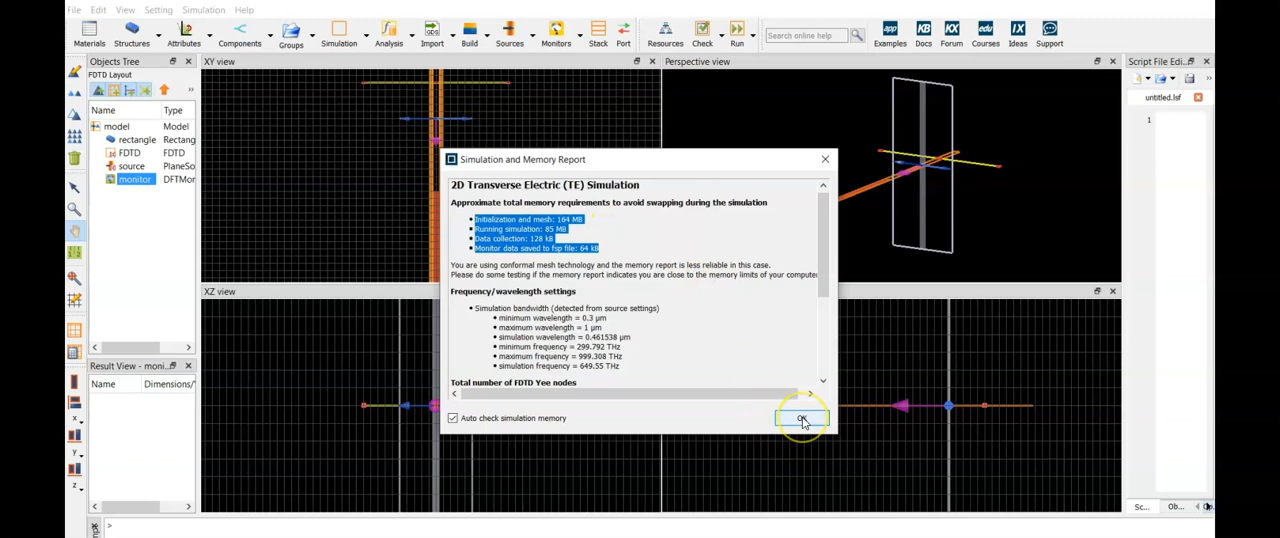 File Edit View Setting Simulation Help
Materials Structures Attributes Components Groups Simulation Analysis Import Build Sources Monitors Stack Port Resources Check Run Search online help Examples Docs Forum Courses Ideas Support
GDS app KB KX edu IX
Objects Tree
FDTD Layout
Name Type
model Model
rectangle Rectang
FDTD FDTD
source PlaneSo
monitor DFTMor
Result View - moni...
Name Dimensions/
x
y
z
XY view
Perspective view
XZ view
Simulation and Memory Report
2D Transverse Electric (TE) Simulation
Approximate total memory requirements to avoid swapping during the simulation
Initialization and mesh: 164 MB
Running simulation: 85 MB
Data collection: 128 kB
Monitor data saved to fsp file: 64 kB
You are using conformal mesh technology and the memory report is less reliable in this case.
Please do some testing if the memory report indicates you are close to the memory limits of your computer
Frequency/wavelength settings
Simulation bandwidth (detected from source settings)
minimum wavelength = 0.3 μm
maximum wavelength = 1 μm
simulation wavelength = 0.461538 μm
minimum frequency = 299.792 THz
maximum frequency = 999.308 THz
simulation frequency = 649.55 THz
Total number of FDTD Yee nodes
Auto check simulation memory
OK
Script File Edi...
untitled.lsf
1
Sc... Ob...
>